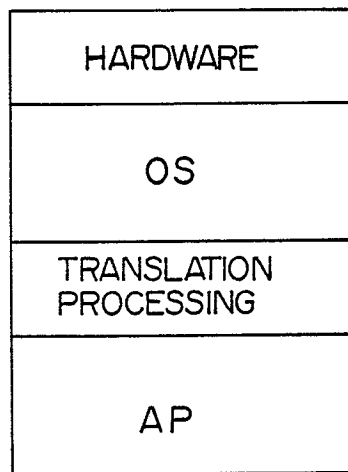 HARDWARE
OS
TRANSLATION
PROCESSING
AP